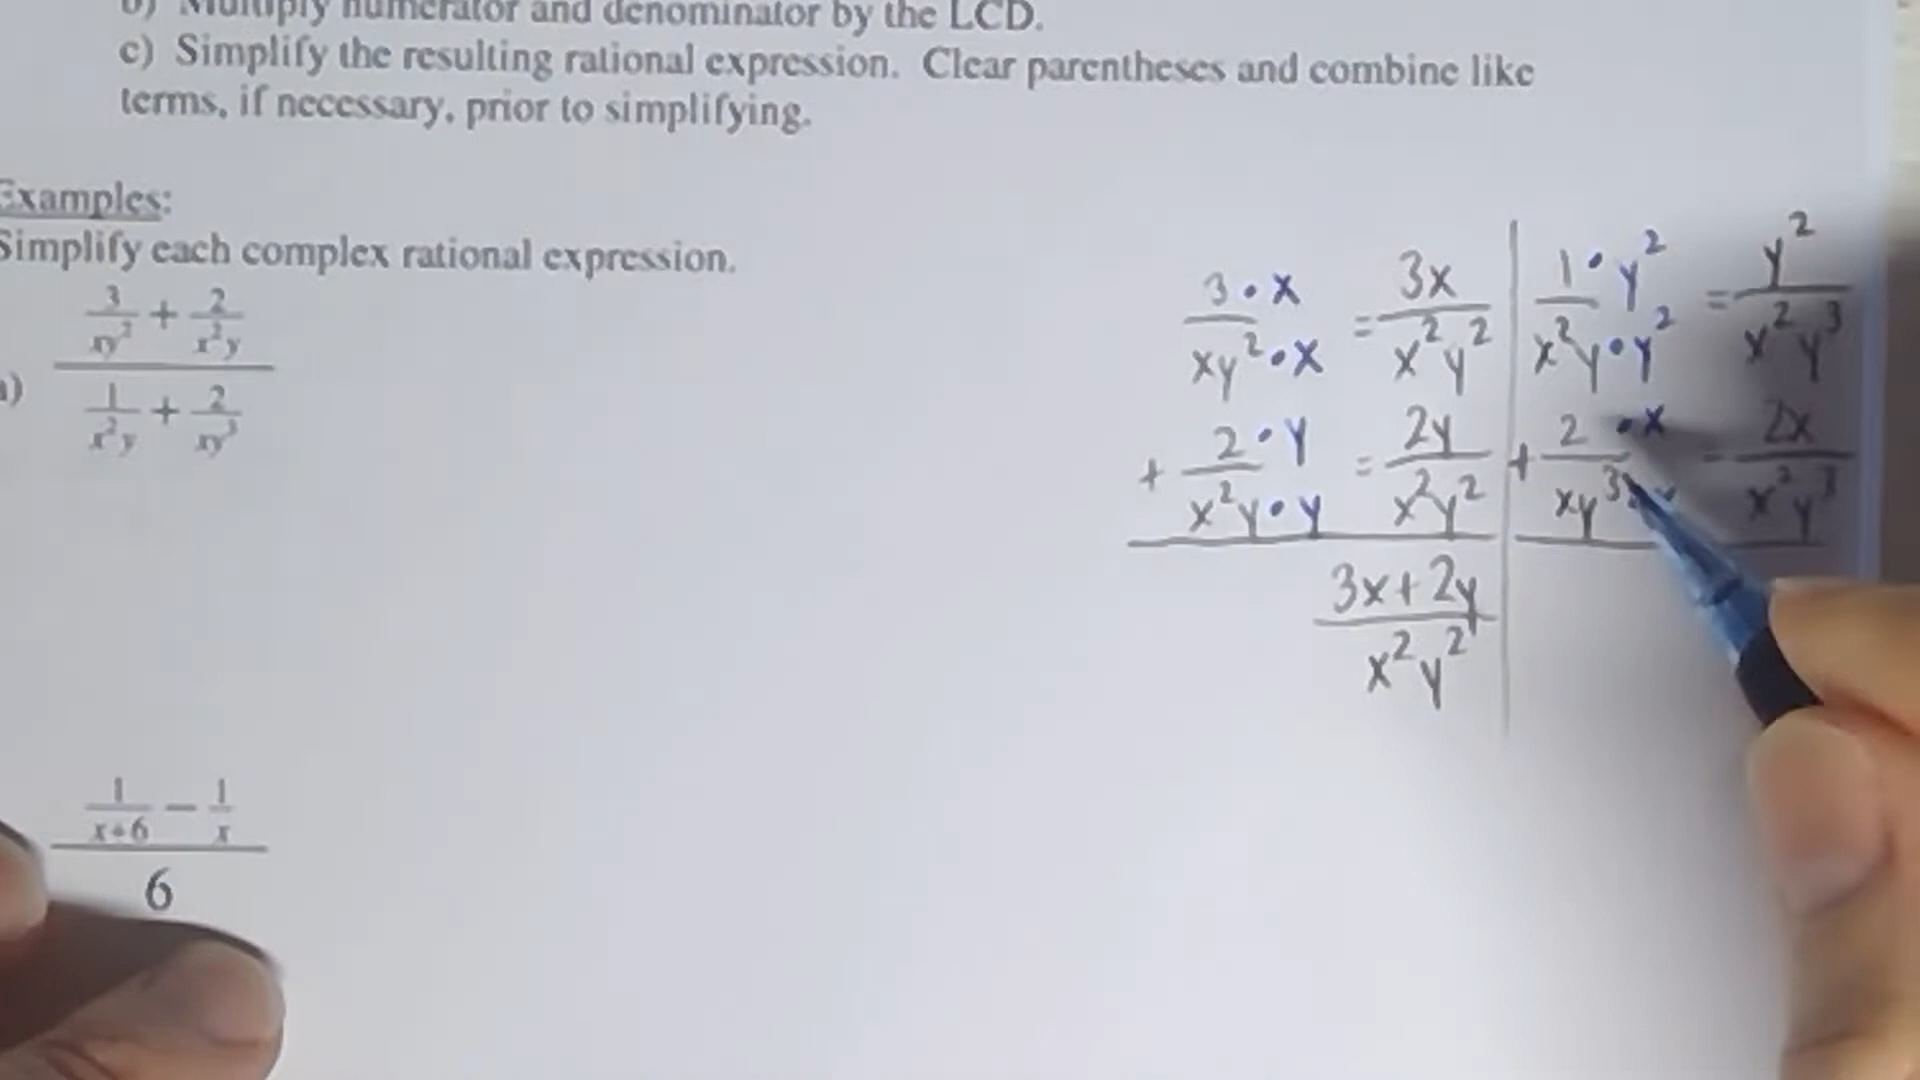 b) Multiply numerator and denominator by the LCD.
c) Simplify the resulting rational expression. Clear parentheses and combine like
terms, if necessary, prior to simplifying.
Examples:
Simplify each complex rational expression.
a)
3/xy² + 2/x²y
1/x²y + 2/xy³
3·x/xy²·x = 3x/x²y²
+ 2·y/x²y·y = 2y/x²y²
3x+2y/x²y²
1·y²/x²y·y² = y²/x²y³
+ 2·x/xy³·x = 2x/x²y³
1/x+6 − 1/x
6